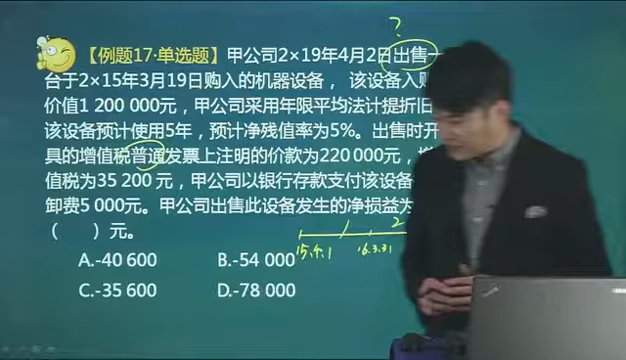 ?
【例题17·单选题】甲公司2×19年4月2日出售一
台于2×15年3月19日购入的机器设备，该设备入
价值1 200 000元，甲公司采用年限平均法计提折旧
该设备预计使用5年，预计净残值率为5%。出售时开
具的增值税普通发票上注明的价款为220 000元，
值税为35 200元，甲公司以银行存款支付该设备
卸费5 000元。甲公司出售此设备发生的净损益为
（ ）元。
1 2
15.4.1 16.3.31
A.-40 600 B.-54 000
C.-35 600 D.-78 000